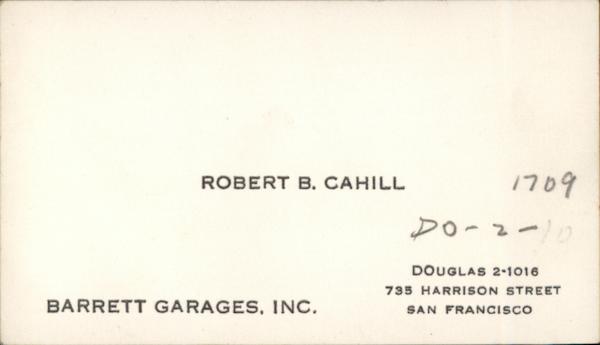 ROBERT B. CAHILL 1709
DO-2-10
DOUGLAS 2-1016
735 HARRISON STREET
BARRETT GARAGES, INC. SAN FRANCISCO